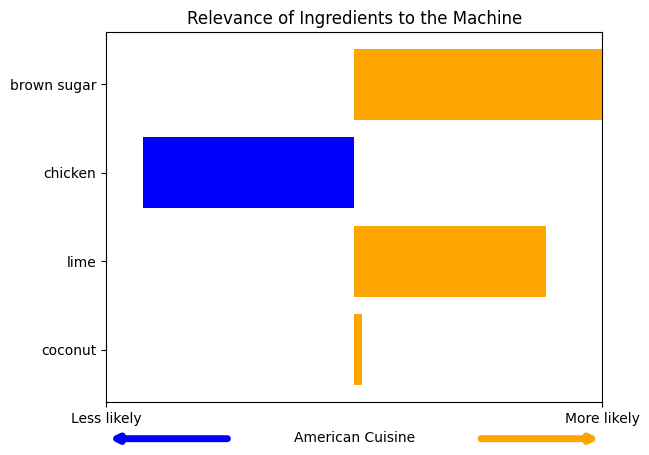 Relevance of Ingredients to the Machine
brown sugar
chicken
lime
coconut
Less likely
More likely
American Cuisine